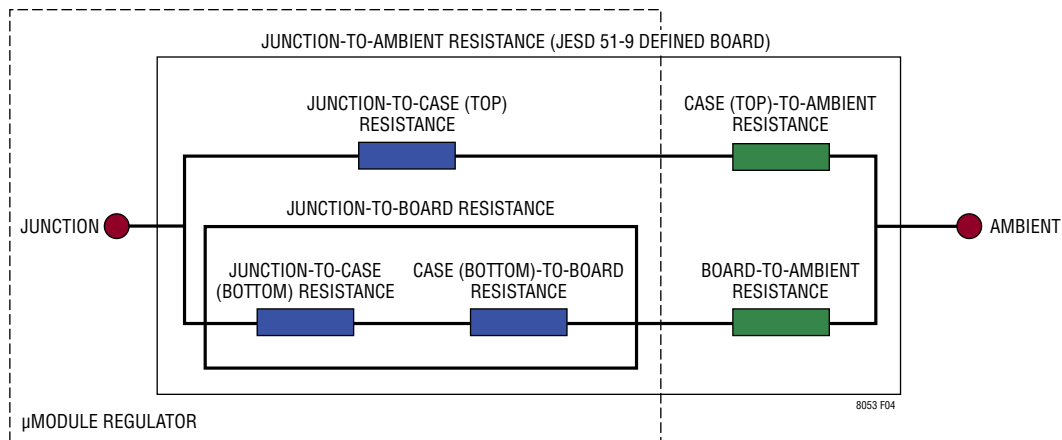 JUNCTION-TO-AMBIENT RESISTANCE (JESD 51-9 DEFINED BOARD)
JUNCTION-TO-CASE (TOP)
RESISTANCE
CASE (TOP)-TO-AMBIENT
RESISTANCE
JUNCTION
JUNCTION-TO-BOARD RESISTANCE
AMBIENT
JUNCTION-TO-CASE
(BOTTOM) RESISTANCE
CASE (BOTTOM)-TO-BOARD
RESISTANCE
BOARD-TO-AMBIENT
RESISTANCE
8053 F04
µMODULE REGULATOR